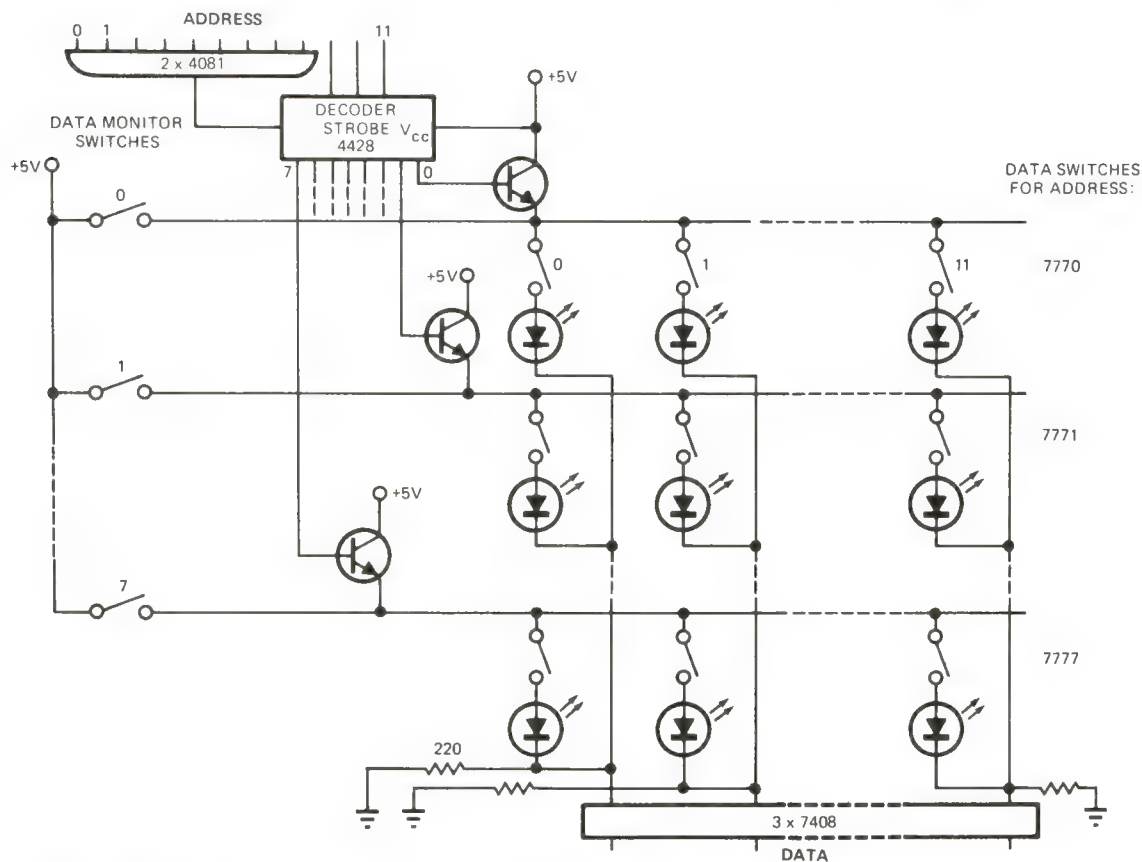 ADDRESS
0 1 11
2 x 4081
+5V
DECODER
STROBE Vcc
4428
DATA MONITOR
SWITCHES
+5V
7 0
DATA SWITCHES
FOR ADDRESS:
0
0 1 11
7770
+5V
1
7771
+5V
7
7777
220
3 x 7408
DATA